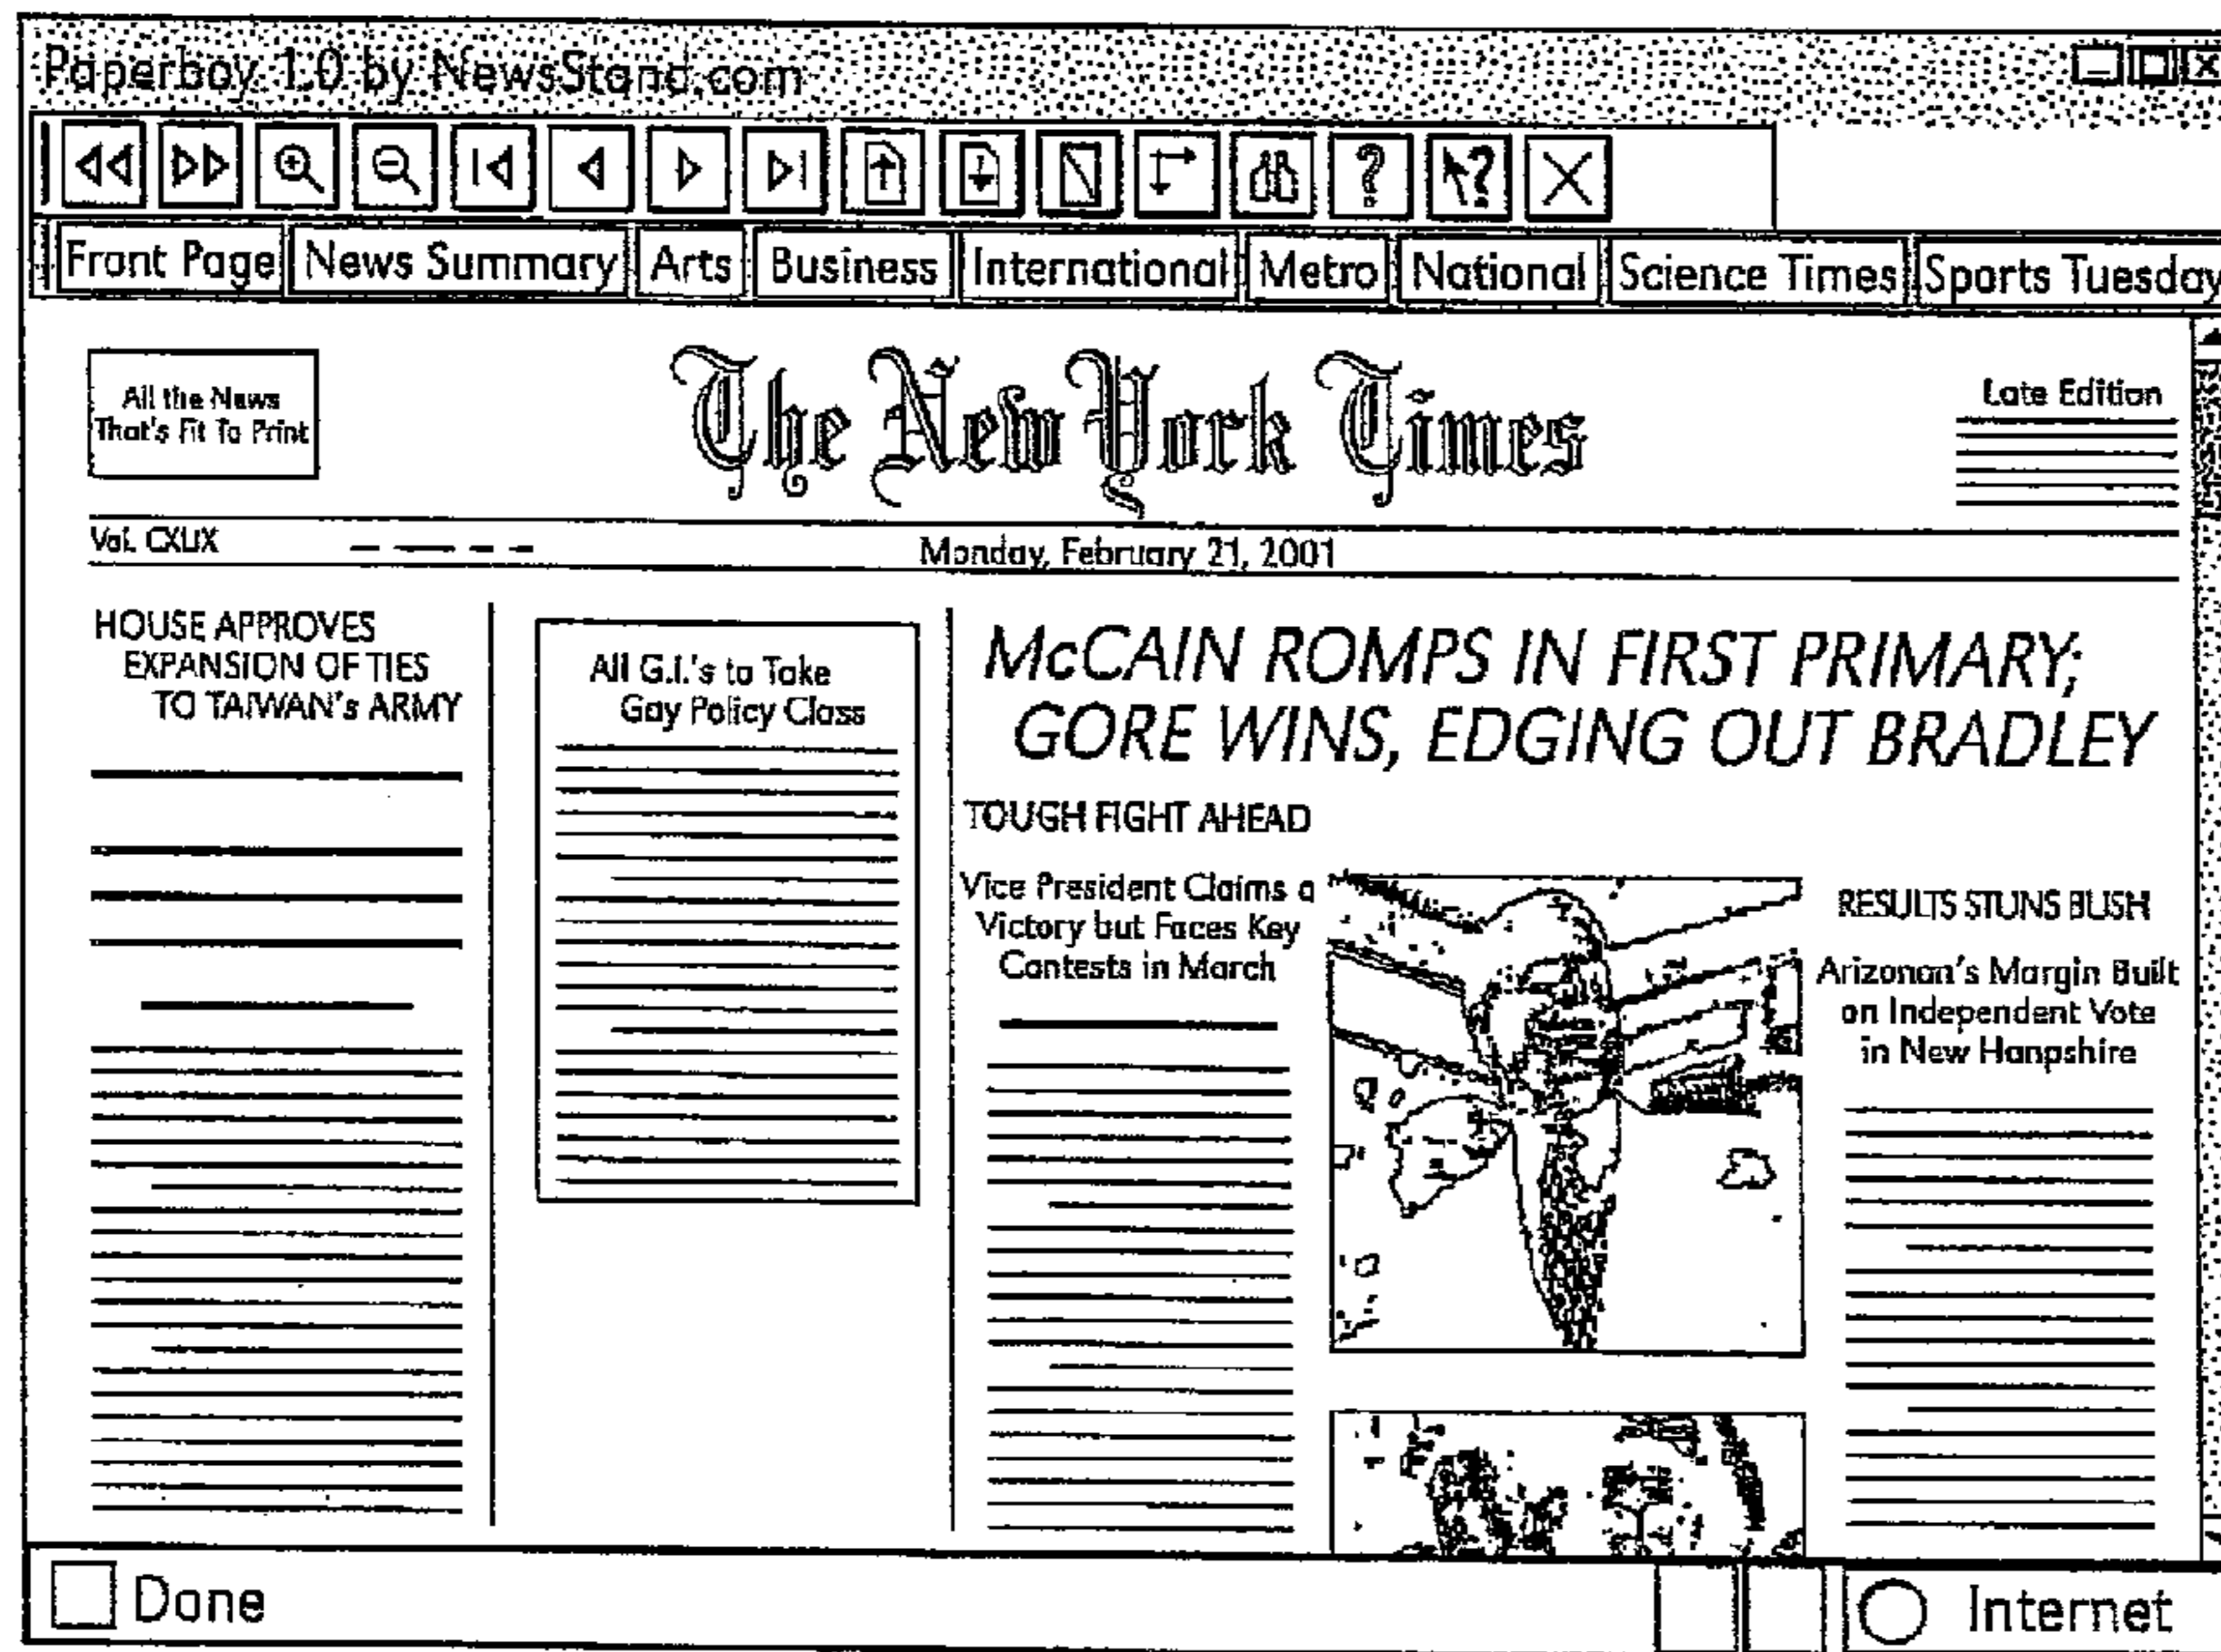 Paperboy 1.0 by NewsStand.com
Front Page News Summary Arts Business International Metro National Science Times Sports Tuesday
All the News
That's Fit To Print
The New York Times
Late Edition
Vol. CXLIX
Monday, February 21, 2001
HOUSE APPROVES
EXPANSION OF TIES
TO TAIWAN's ARMY
All G.I.'s to Take
Gay Policy Class
McCAIN ROMPS IN FIRST PRIMARY;
GORE WINS, EDGING OUT BRADLEY
TOUGH FIGHT AHEAD
Vice President Claims a
Victory but Faces Key
Contests in March
RESULTS STUNS BUSH
Arizonan's Margin Built
on Independent Vote
in New Hanpshire
Done
Internet